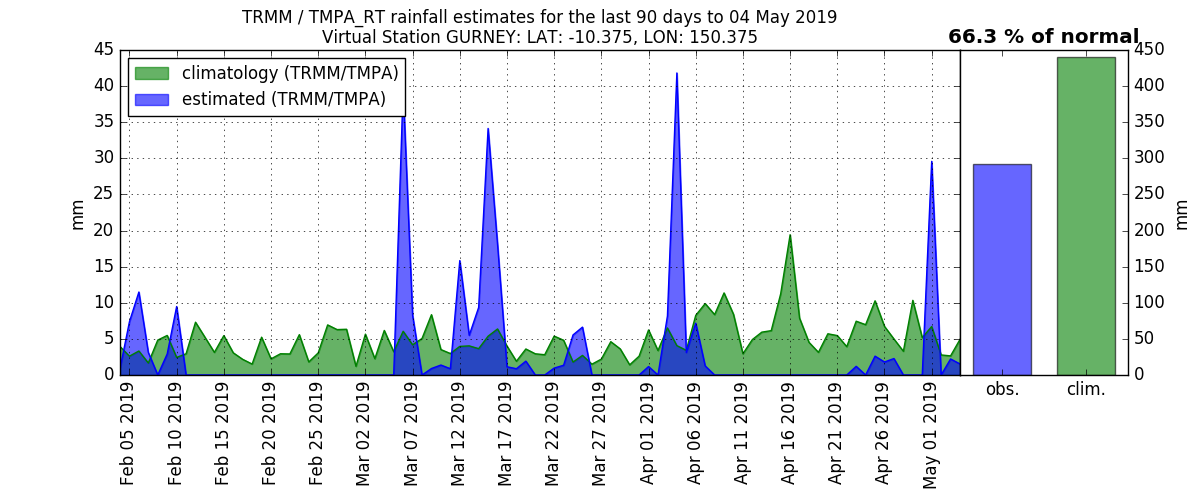 TRMM / TMPA_RT rainfall estimates for the last 90 days to 04 May 2019
Virtual Station GURNEY: LAT: -10.375, LON: 150.375
66.3 % of normal
climatology (TRMM/TMPA)
estimated (TRMM/TMPA)
mm
45
40
35
30
25
20
15
10
5
0
Feb 05 2019
Feb 10 2019
Feb 15 2019
Feb 20 2019
Feb 25 2019
Mar 02 2019
Mar 07 2019
Mar 12 2019
Mar 17 2019
Mar 22 2019
Mar 27 2019
Apr 01 2019
Apr 06 2019
Apr 11 2019
Apr 16 2019
Apr 21 2019
Apr 26 2019
May 01 2019
obs.
clim.
450
400
350
300
250
200
150
100
50
0
mm